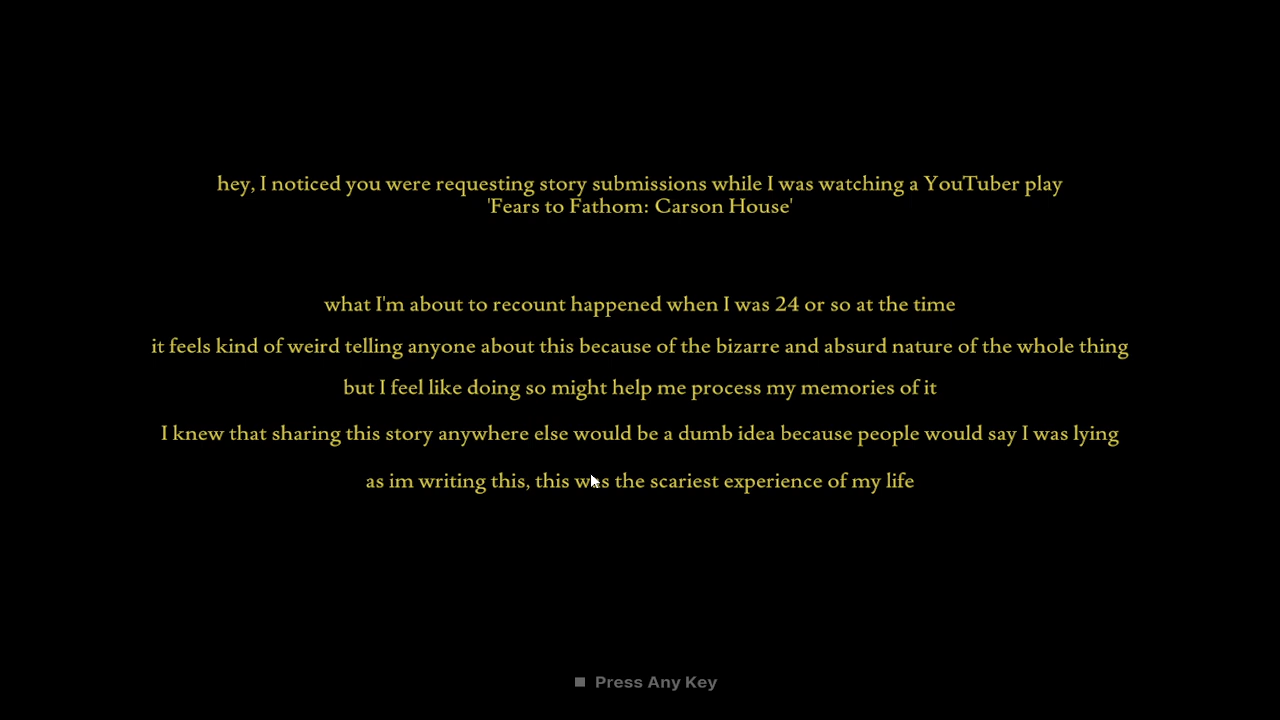 hey, I noticed you were requesting story submissions while I was watching a YouTuber play
'Fears to Fathom: Carson House'
what I'm about to recount happened when I was 24 or so at the time
it feels kind of weird telling anyone about this because of the bizarre and absurd nature of the whole thing
but I feel like doing so might help me process my memories of it
I knew that sharing this story anywhere else would be a dumb idea because people would say I was lying
as im writing this, this was the scariest experience of my life
Press Any Key